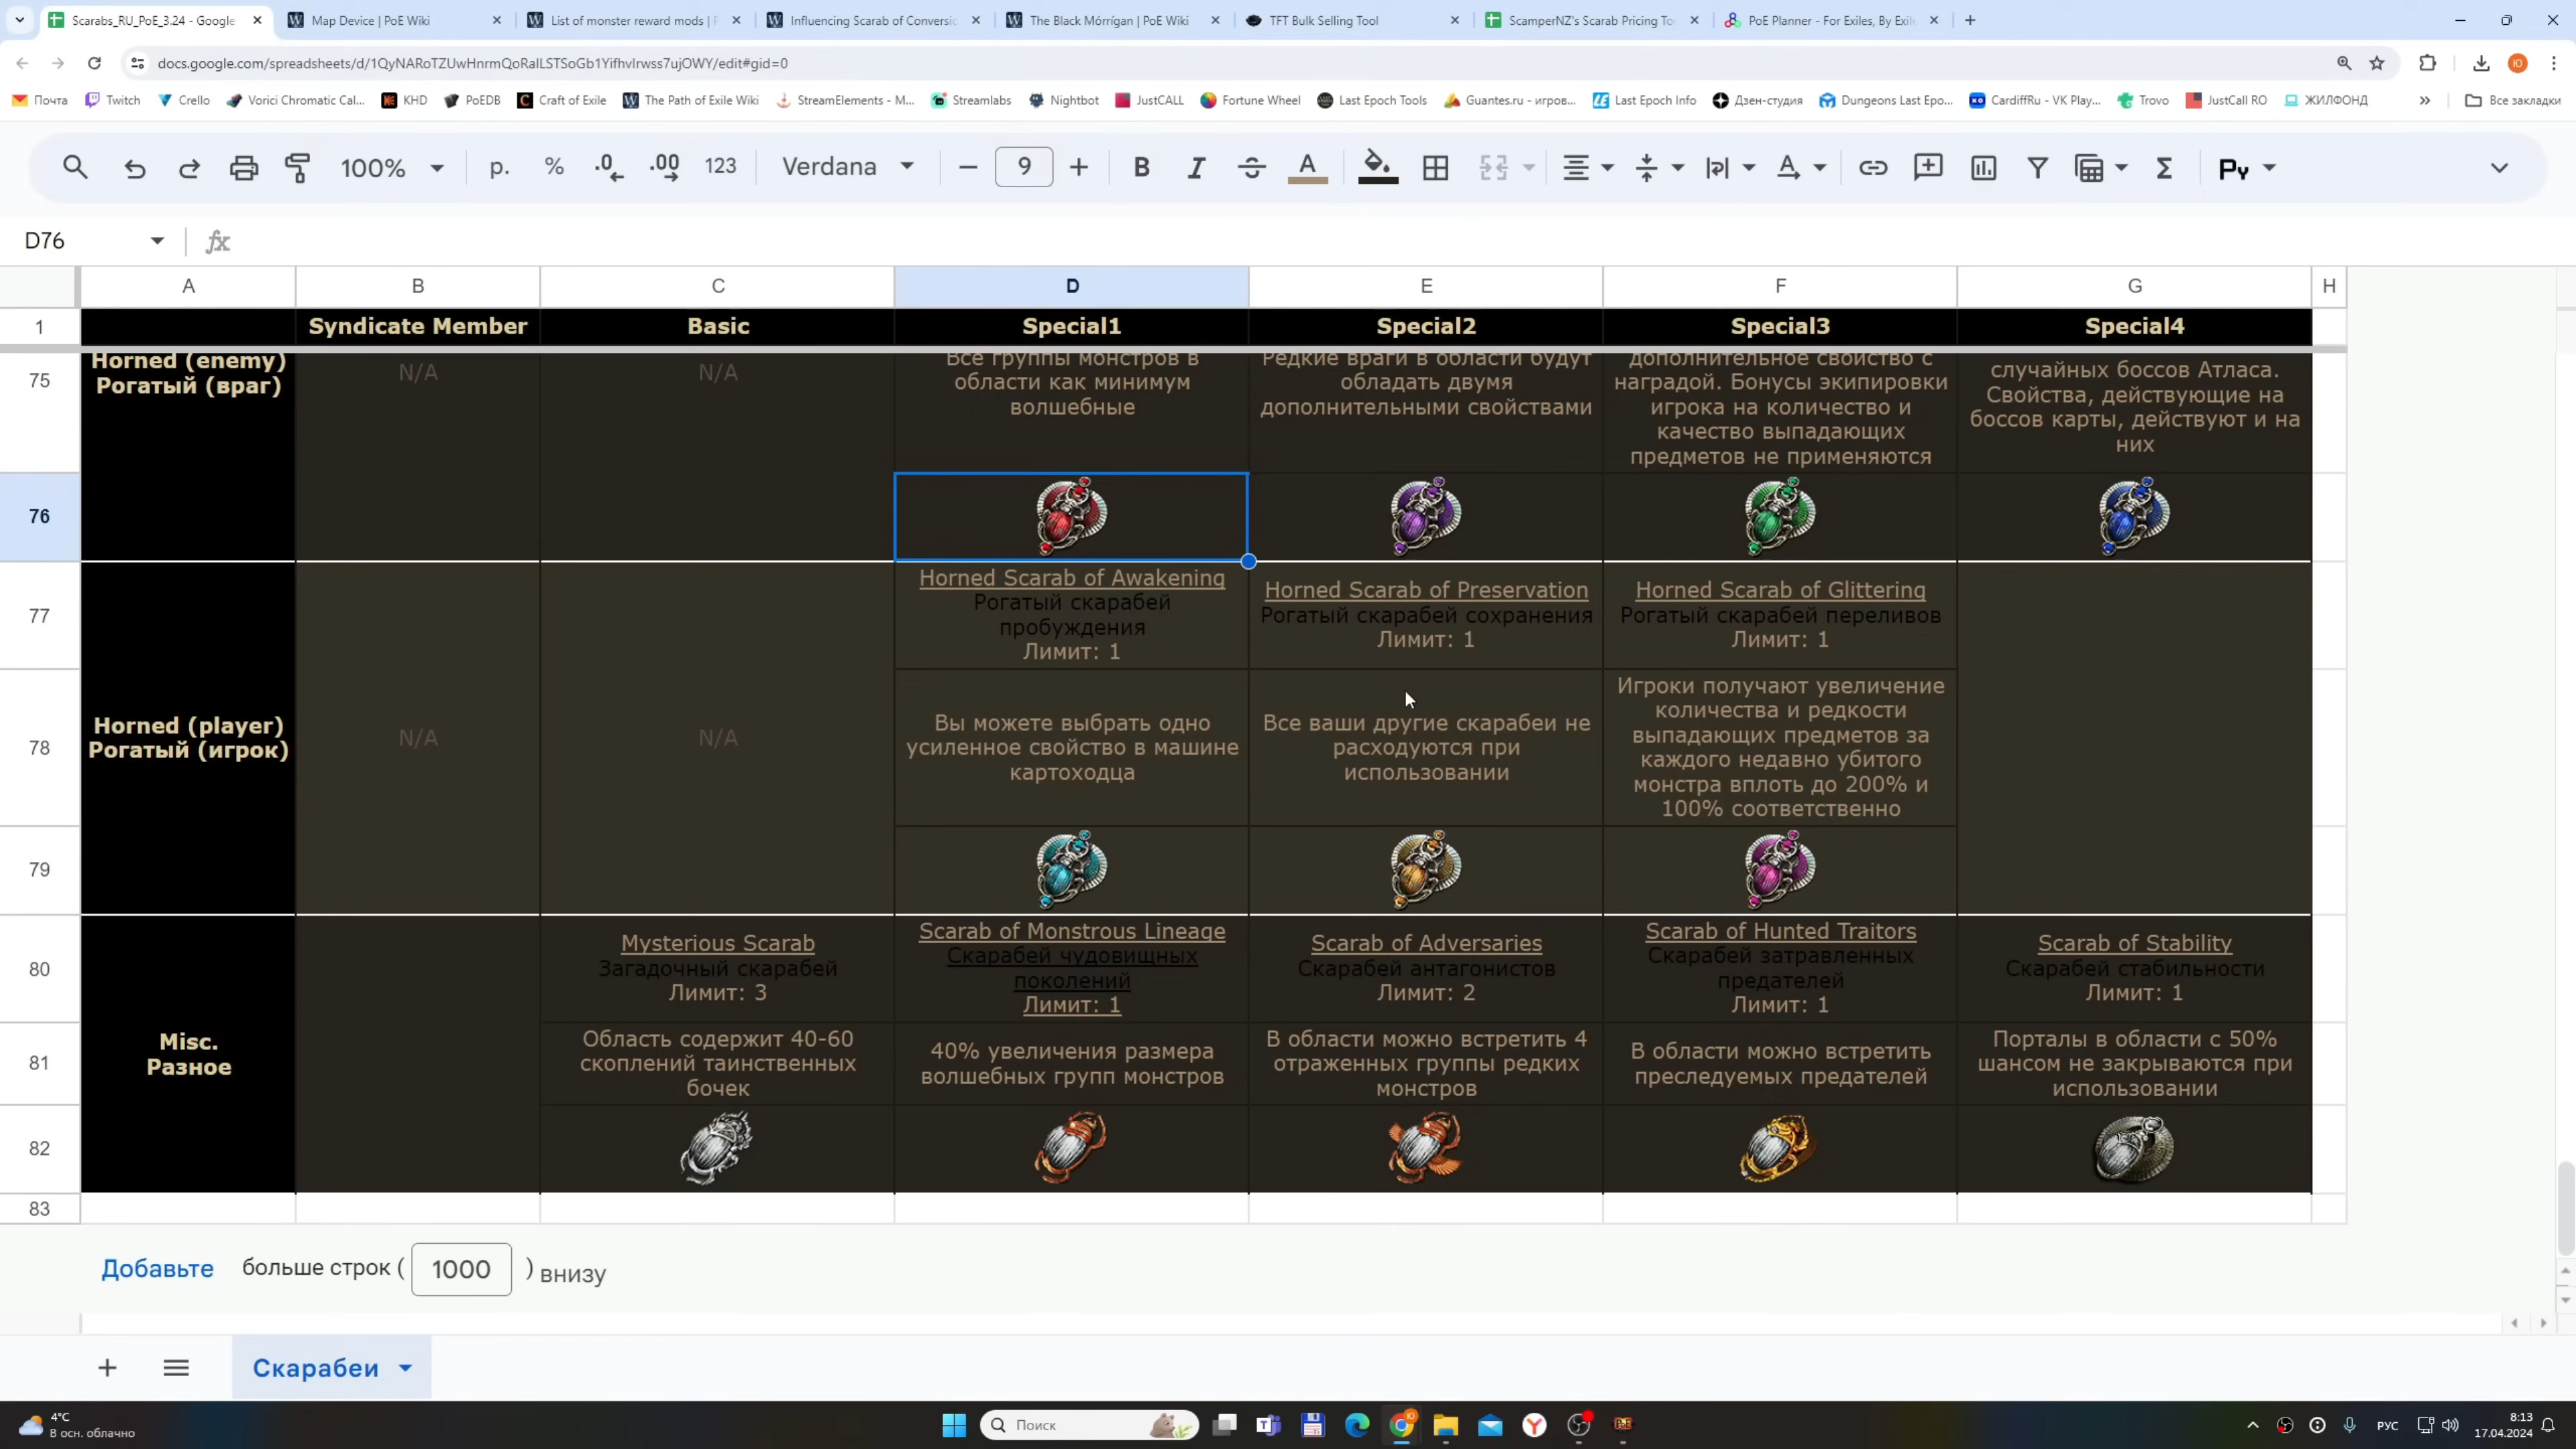 Scarabs_RU_PoE_3.24 - Google
Map Device | PoE Wiki
List of monster reward mods |
Influencing Scarab of Conversi
The Black Mórrígan | PoE Wiki
TFT Bulk Selling Tool
ScamperNZ's Scarab Pricing To
PoE Planner - For Exiles, By Exil
docs.google.com/spreadsheets/d/1QyNARoTZUwHnrmQoRaILSTSoGb1YifhvIrwss7ujOWY/edit#gid=0
Почта
Twitch
Crello
Vorici Chromatic Cal...
KHD
PoEDB
Craft of Exile
The Path of Exile Wiki
StreamElements - M...
Streamlabs
Nightbot
JustCALL
Fortune Wheel
Last Epoch Tools
Guantes.ru - игров...
Last Epoch Info
Дзен-студия
Dungeons Last Epo...
CardiffRu - VK Play...
Trovo
JustCall RO
ЖИЛФОНД
Все закладки
100%
р.
%
.0
.00
123
Verdana
9
D76
A B C D E F G H
1 Syndicate Member Basic Special1 Special2 Special3 Special4
75
Horned (enemy)
Рогатый (враг)
N/A
N/A
Все группы монстров в
области как минимум
волшебные
Редкие враги в области будут
обладать двумя
дополнительными свойствами
дополнительное свойство с
наградой. Бонусы экипировки
игрока на количество и
качество выпадающих
предметов не применяются
случайных боссов Атласа.
Свойства, действующие на
боссов карты, действуют и на
них
76
77
Horned Scarab of Awakening
Рогатый скарабей
пробуждения
Лимит: 1
Horned Scarab of Preservation
Рогатый скарабей сохранения
Лимит: 1
Horned Scarab of Glittering
Рогатый скарабей переливов
Лимит: 1
78
Horned (player)
Рогатый (игрок)
N/A
N/A
Вы можете выбрать одно
усиленное свойство в машине
картоходца
Все ваши другие скарабеи не
расходуются при
использовании
Игроки получают увеличение
количества и редкости
выпадающих предметов за
каждого недавно убитого
монстра вплоть до 200% и
100% соответственно
79
80
Mysterious Scarab
Загадочный скарабей
Лимит: 3
Scarab of Monstrous Lineage
Скарабей чудовищных
поколений
Лимит: 1
Scarab of Adversaries
Скарабей антагонистов
Лимит: 2
Scarab of Hunted Traitors
Скарабей затравленных
предателей
Лимит: 1
Scarab of Stability
Скарабей стабильности
Лимит: 1
81
Misc.
Разное
Область содержит 40-60
скоплений таинственных
бочек
40% увеличения размера
волшебных групп монстров
В области можно встретить 4
отраженных группы редких
монстров
В области можно встретить
преследуемых предателей
Порталы в области с 50%
шансом не закрываются при
использовании
82
83
Добавьте больше строк ( 1000 ) внизу
Скарабеи
4°C
В осн. облачно
Поиск
РУС
8:13
17.04.2024